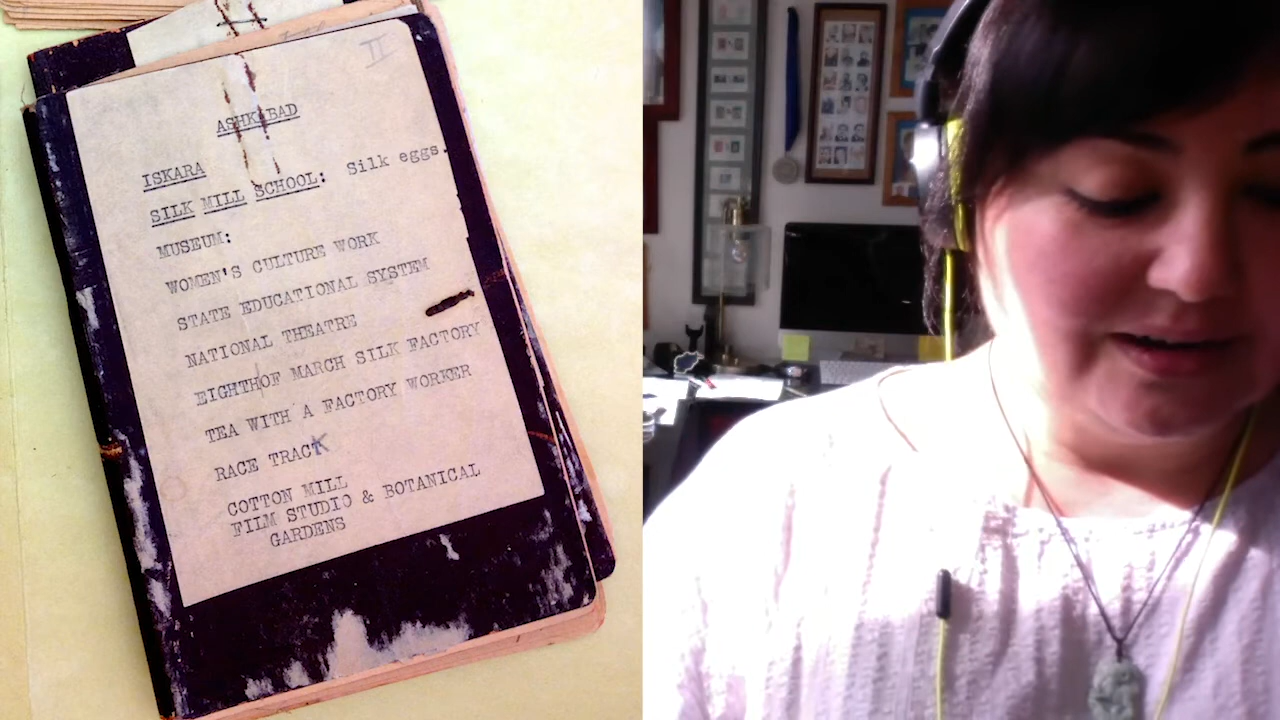 II
ASHKABAD
ISKARA
SILK MILL SCHOOL: Silk eggs.
MUSEUM:
WOMEN'S CULTURE WORK
STATE EDUCATIONAL SYSTEM
NATIONAL THEATRE
EIGHTHOF MARCH SILK FACTORY
TEA WITH A FACTORY WORKER
RACE TRACK
COTTON MILL
FILM STUDIO & BOTANICAL
GARDENS